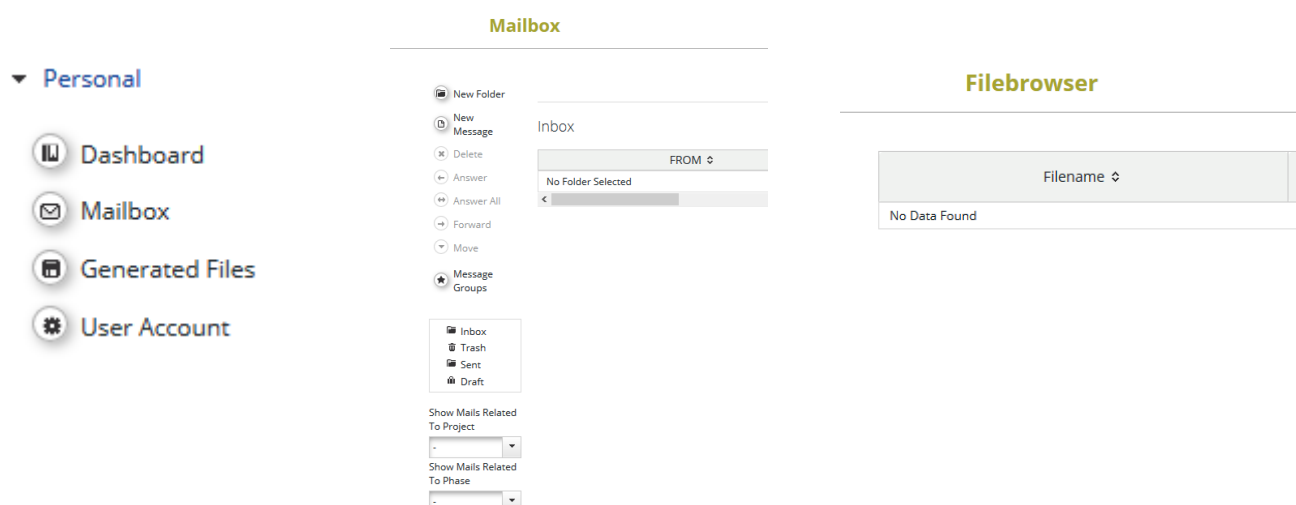 Personal
Dashboard
Mailbox
Generated Files
User Account
Mailbox
New Folder
New
Message
Delete
Answer
Answer All
Forward
Move
Message
Groups
Inbox
Trash
Sent
Draft
Show Mails Related
To Project
-
Show Mails Related
To Phase
-
Inbox
FROM
No Folder Selected
Filebrowser
Filename
No Data Found